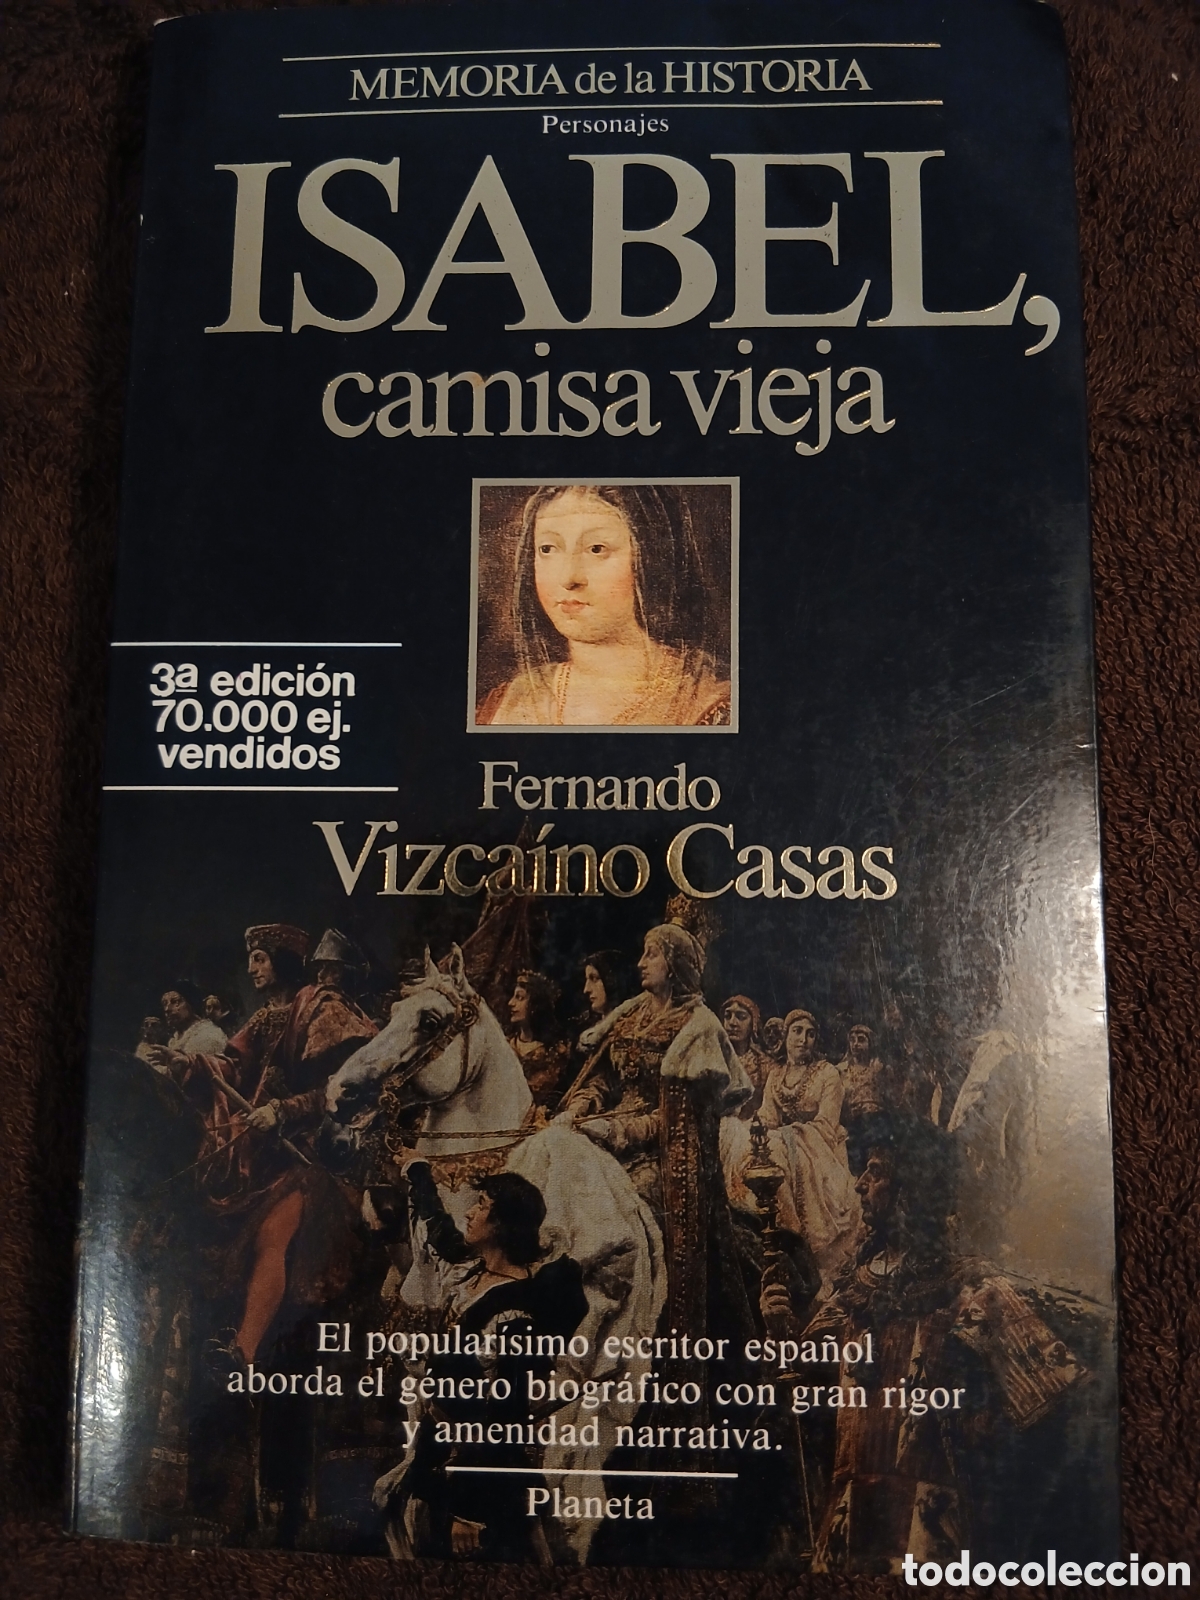 MEMORIA de la HISTORIA
Personajes
ISABEL,
camisa vieja
3ª edición
70.000 ej.
vendidos
Fernando
Vizcaíno Casas
El popularísimo escritor español
aborda el género biográfico con gran rigor
y amenidad narrativa.
Planeta
todocoleccion